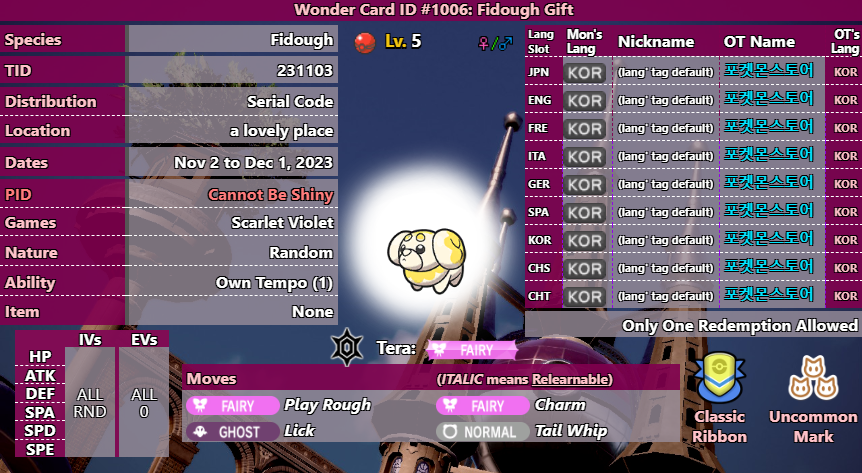 Wonder Card ID #1006: Fidough Gift
Species Fidough
TID 231103
Distribution Serial Code
Location a lovely place
Dates Nov 2 to Dec 1, 2023
PID Cannot Be Shiny
Games Scarlet Violet
Nature Random
Ability Own Tempo (1)
Item None
Lv. 5 ♀/♂
Lang Slot Mon's Lang Nickname OT Name OT's Lang
JPN KOR (lang` tag default) 포켓몬스토어 KOR
ENG KOR (lang` tag default) 포켓몬스토어 KOR
FRE KOR (lang` tag default) 포켓몬스토어 KOR
ITA KOR (lang` tag default) 포켓몬스토어 KOR
GER KOR (lang` tag default) 포켓몬스토어 KOR
SPA KOR (lang` tag default) 포켓몬스토어 KOR
KOR KOR (lang` tag default) 포켓몬스토어 KOR
CHS KOR (lang` tag default) 포켓몬스토어 KOR
CHT KOR (lang` tag default) 포켓몬스토어 KOR
Only One Redemption Allowed
IVs EVs
HP
ATK
DEF
SPA
SPD
SPE
ALL
RND
ALL
0
Tera: FAIRY
Moves (ITALIC means Relearnable)
FAIRY Play Rough FAIRY Charm
GHOST Lick NORMAL Tail Whip
Classic
Ribbon
Uncommon
Mark